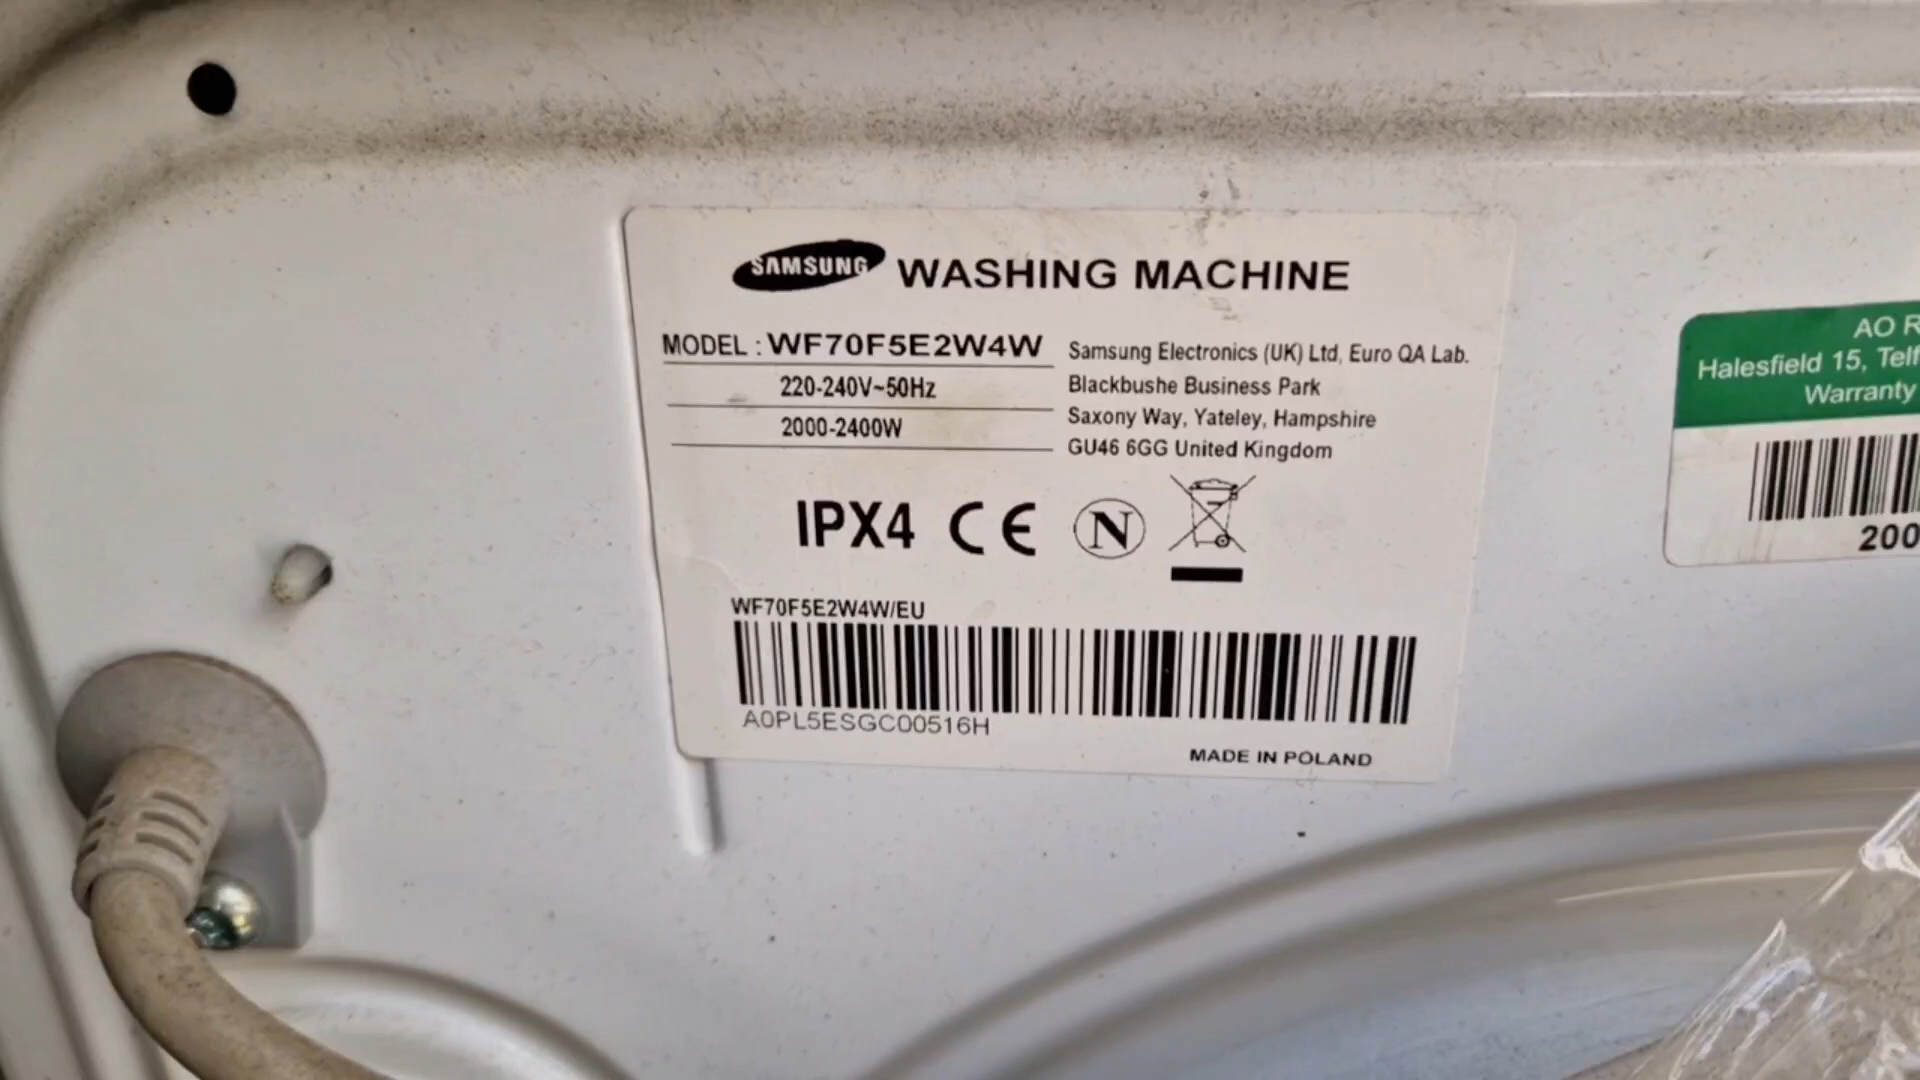 SAMSUNG WASHING MACHINE
MODEL : WF70F5E2W4W
220-240V~50Hz
2000-2400W
Samsung Electronics (UK) Ltd, Euro QA Lab.
Blackbushe Business Park
Saxony Way, Yateley, Hampshire
GU46 6GG United Kingdom
IPX4 CE N
WF70F5E2W4W/EU
A0PL5ESGC00516H
MADE IN POLAND
AO R
Halesfield 15, Telf
Warranty
200